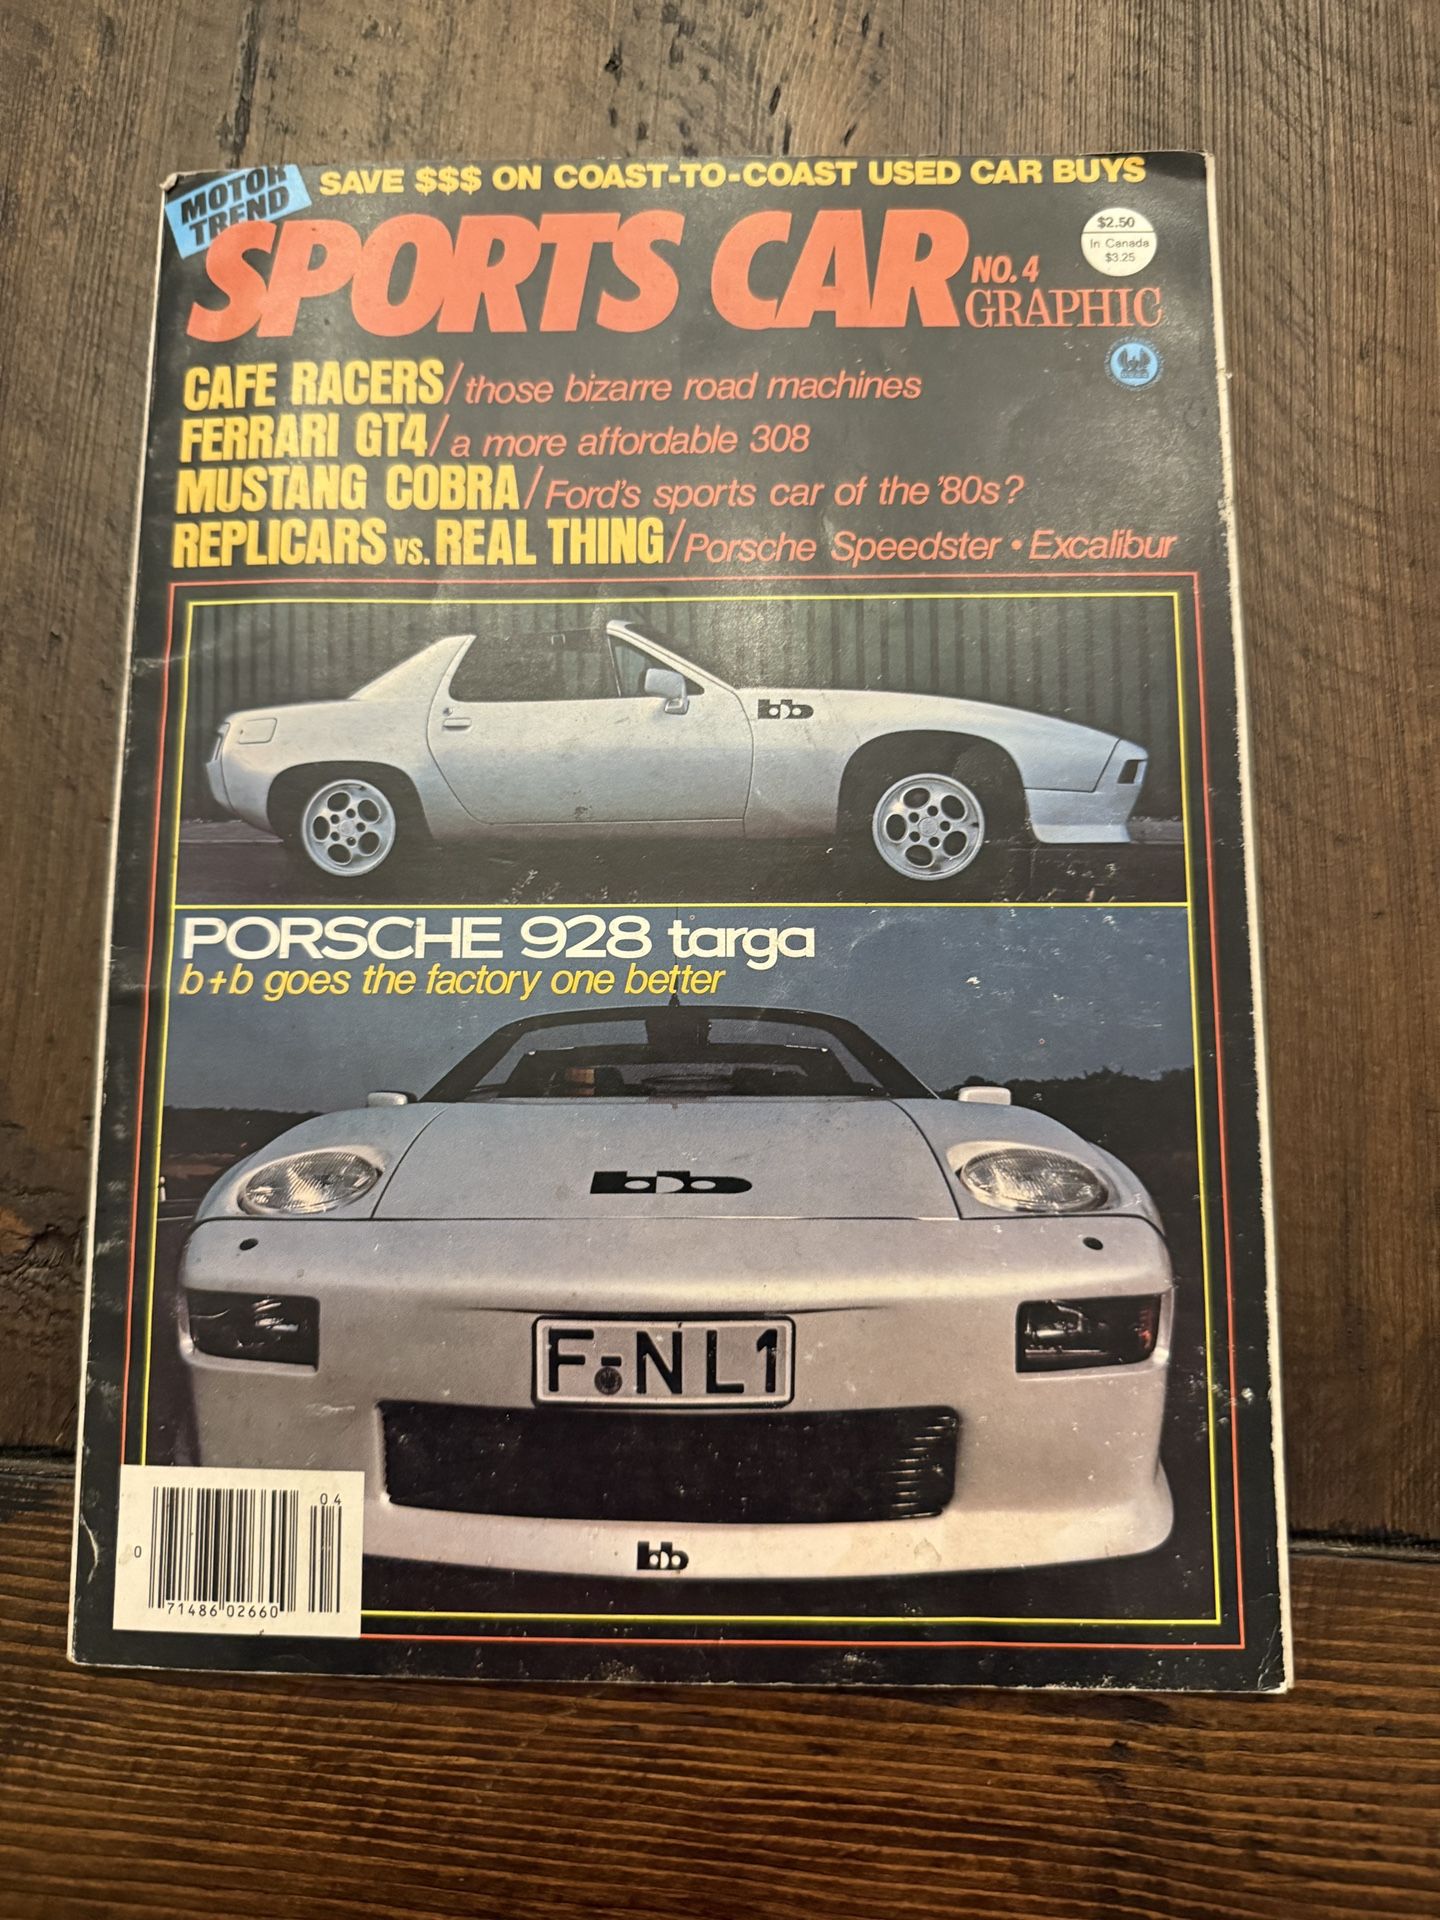 MOTOR
TREND
SAVE $$$ ON COAST-TO-COAST USED CAR BUYS
SPORTS CAR
NO. 4
GRAPHIC
$2.50
In Canada
$3.25
CAFE RACERS/those bizarre road machines
FERRARI GT4/a more affordable 308
MUSTANG COBRA/Ford's sports car of the '80s?
REPLICARS vs. REAL THING/Porsche Speedster • Excalibur
bb
PORSCHE 928 targa
b+b goes the factory one better
bb
F-NL1
bb
04
0
71486 02660